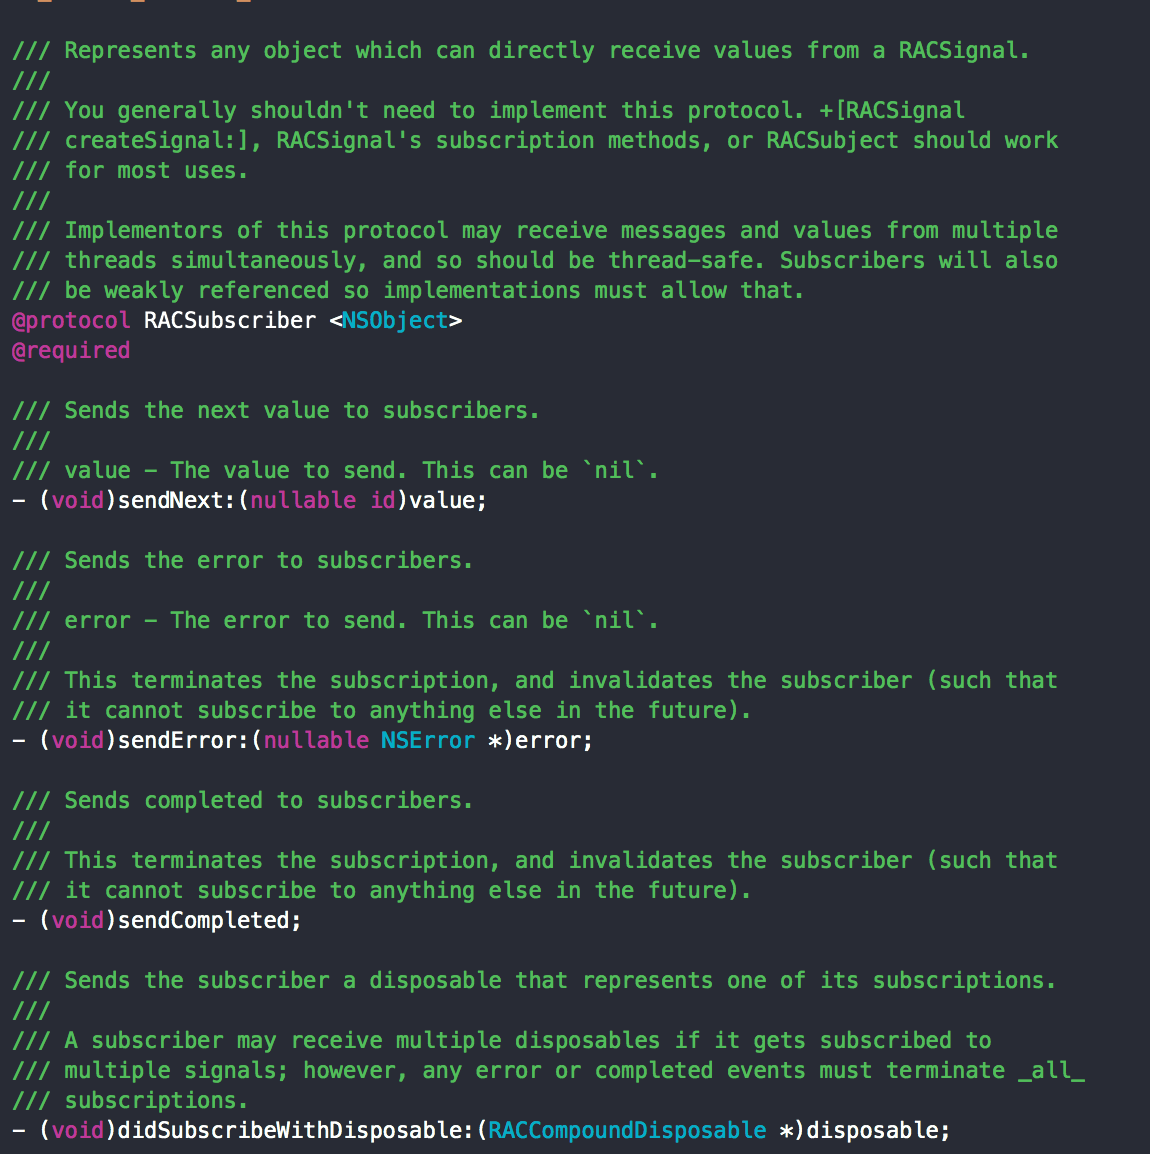 /// Represents any object which can directly receive values from a RACSignal.
///
/// You generally shouldn't need to implement this protocol. +[RACSignal
/// createSignal:], RACSignal's subscription methods, or RACSubject should work
/// for most uses.
///
/// Implementors of this protocol may receive messages and values from multiple
/// threads simultaneously, and so should be thread-safe. Subscribers will also
/// be weakly referenced so implementations must allow that.
@protocol RACSubscriber <NSObject>
@required
/// Sends the next value to subscribers.
///
/// value - The value to send. This can be `nil`.
- (void)sendNext:(nullable id)value;
/// Sends the error to subscribers.
///
/// error - The error to send. This can be `nil`.
///
/// This terminates the subscription, and invalidates the subscriber (such that
/// it cannot subscribe to anything else in the future).
- (void)sendError:(nullable NSError *)error;
/// Sends completed to subscribers.
///
/// This terminates the subscription, and invalidates the subscriber (such that
/// it cannot subscribe to anything else in the future).
- (void)sendCompleted;
/// Sends the subscriber a disposable that represents one of its subscriptions.
///
/// A subscriber may receive multiple disposables if it gets subscribed to
/// multiple signals; however, any error or completed events must terminate _all_
/// subscriptions.
- (void)didSubscribeWithDisposable:(RACCompoundDisposable *)disposable;